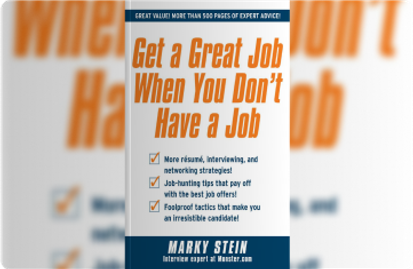 GREAT VALUE! MORE THAN 500 PAGES OF EXPERT ADVICE!
Get a Great Job
When You Don't
Have a Job
More résumé, interviewing, and
networking strategies!
Job-hunting tips that pay off
with the best job offers!
Foolproof tactics that make you
an irresistible candidate!
MARKY STEIN
Interview expert at Monster.com